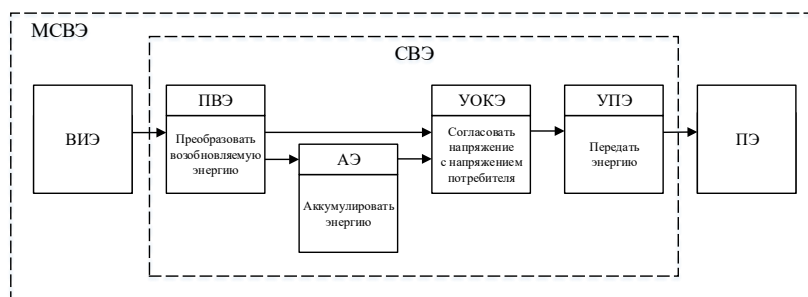 МСВЭ
СВЭ
ВИЭ
ПВЭ
Преобразовать
возобновляемую
энергию
АЭ
Аккумулировать
энергию
УОКЭ
Согласовать
напряжение
с напряжением
потребителя
УПЭ
Передать
энергию
ПЭ